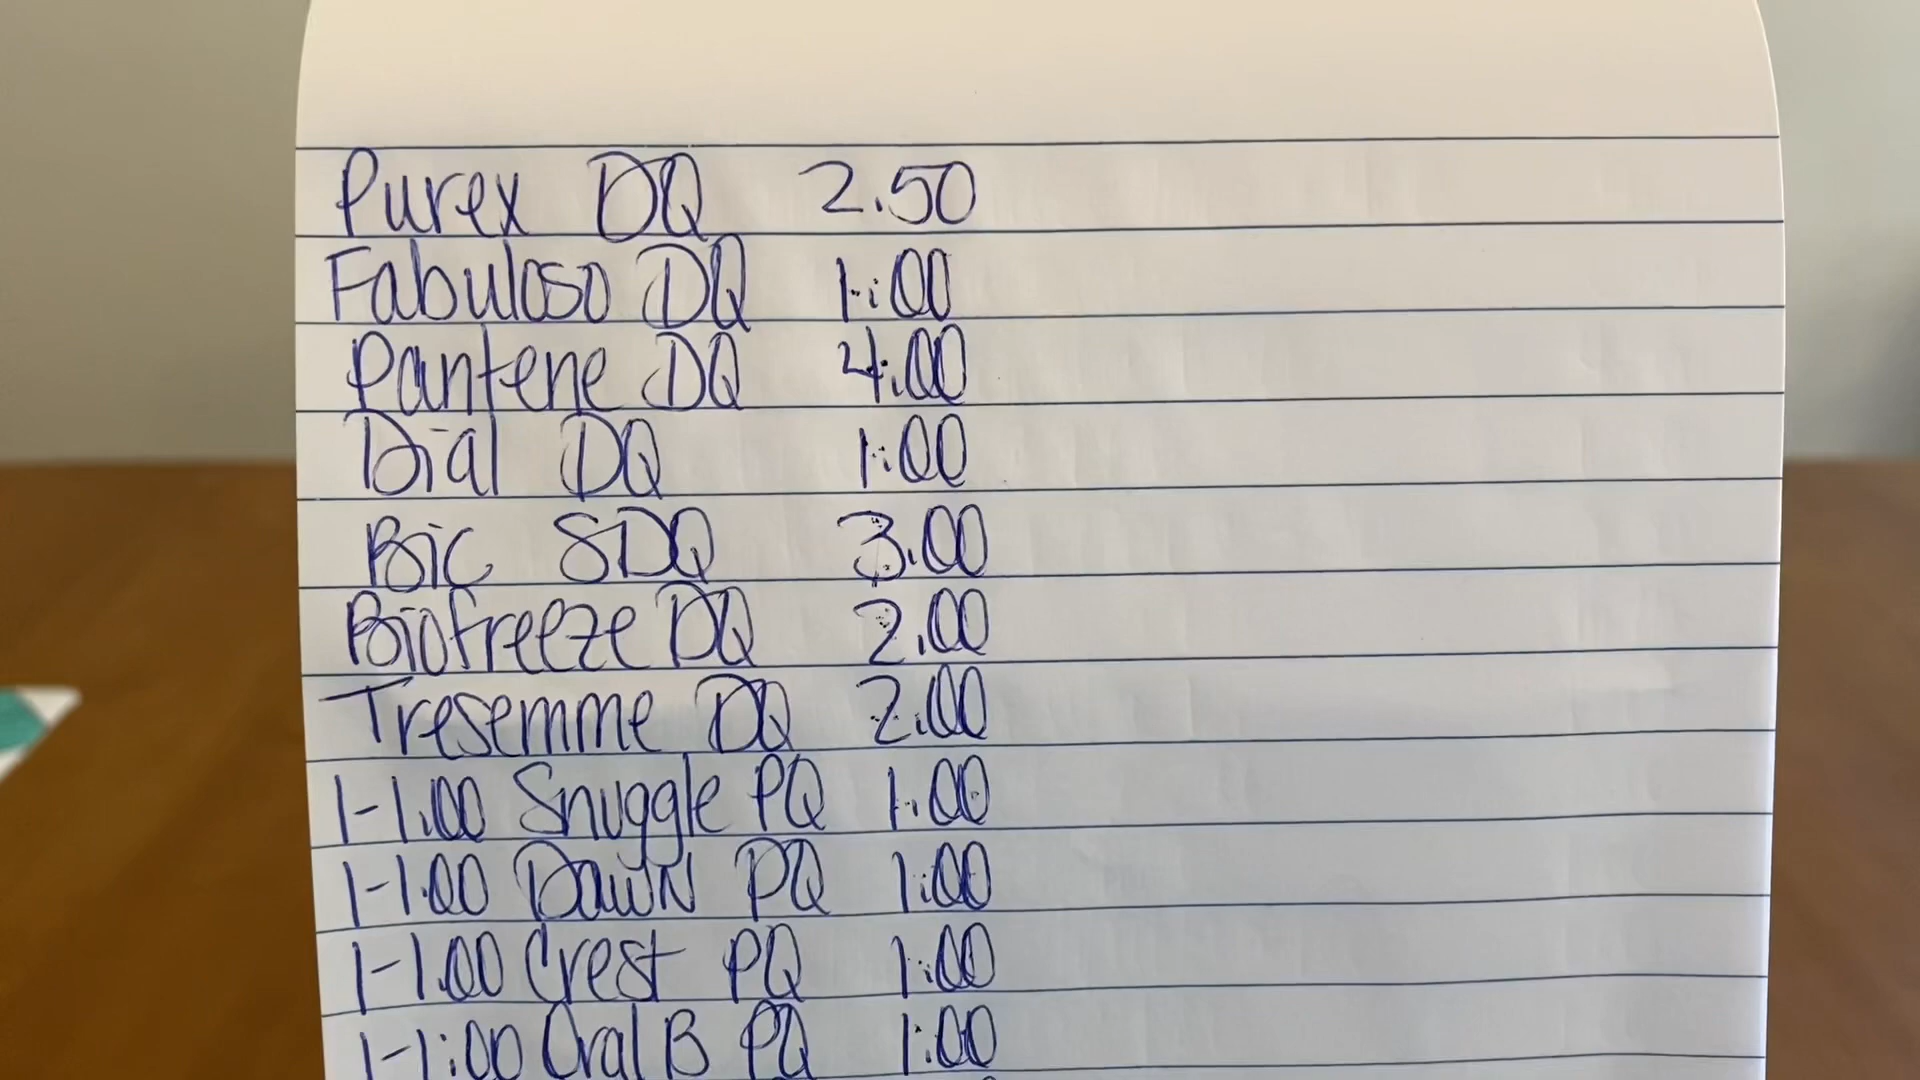 Purex DQ 2.50
Fabuloso DQ 1.00
Pantene DQ 4.00
Dial DQ 1.00
Bic SDQ 3.00
Biofreeze DQ 2.00
Tresemme DQ 2.00
1-1.00 Snuggle PQ 1.00
1-1.00 Dawn PQ 1.00
1-1.00 Crest PQ 1.00
1-1.00 Oral B PQ 1.00